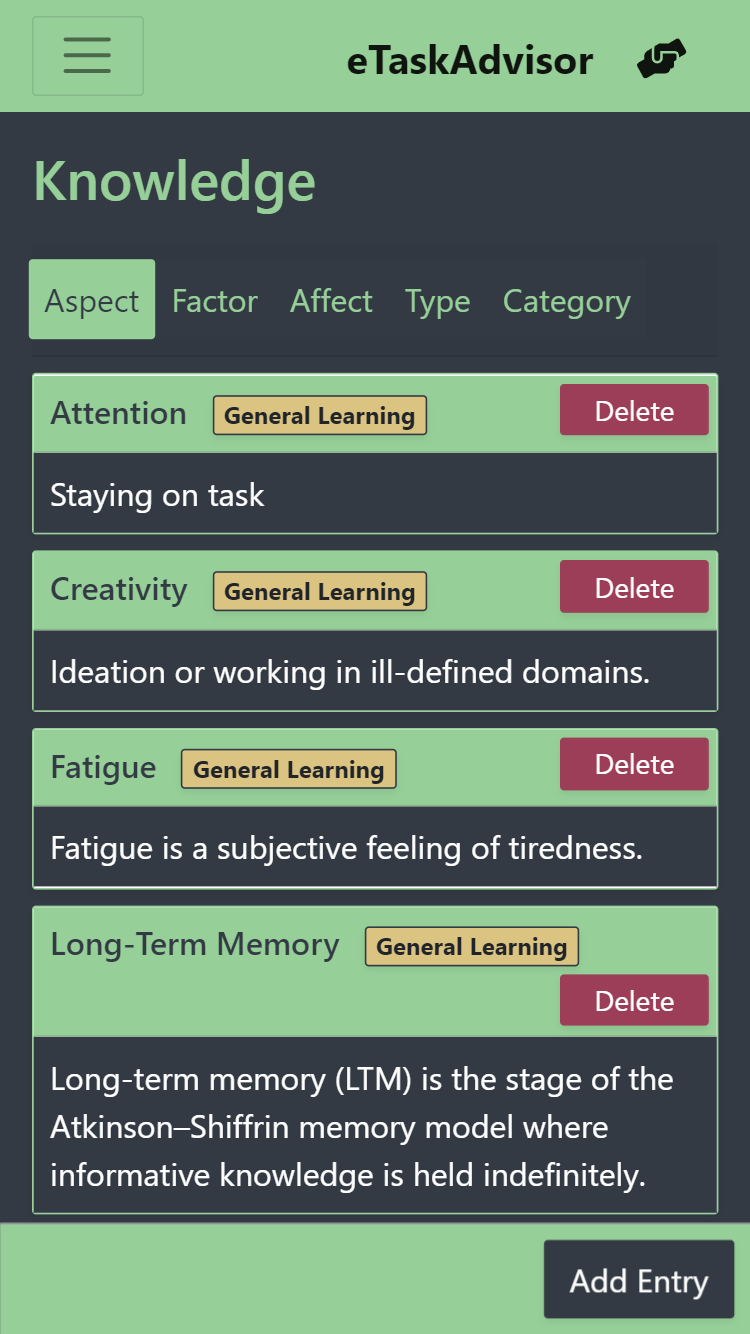 eTaskAdvisor
Knowledge
Aspect Factor Affect Type Category
Attention General Learning Delete
Staying on task
Creativity General Learning Delete
Ideation or working in ill-defined domains.
Fatigue General Learning Delete
Fatigue is a subjective feeling of tiredness.
Long-Term Memory General Learning
Delete
Long-term memory (LTM) is the stage of the
Atkinson–Shiffrin memory model where
informative knowledge is held indefinitely.
Add Entry